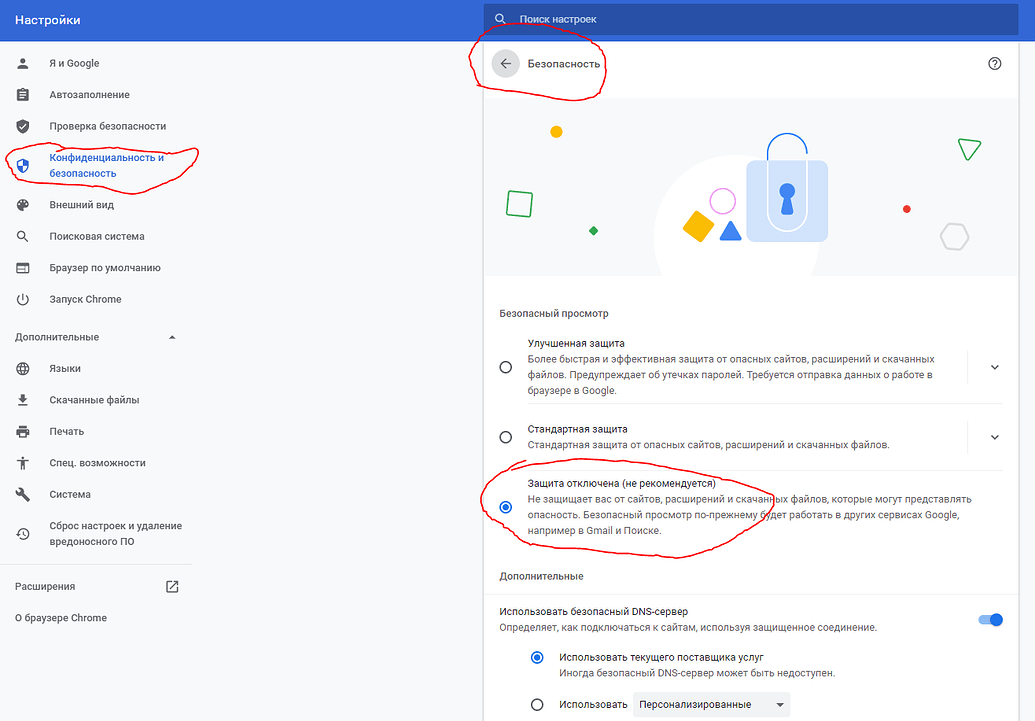 Настройки
Поиск настроек
Я и Google
Автозаполнение
Проверка безопасности
Конфиденциальность и
безопасность
Внешний вид
Поисковая система
Браузер по умолчанию
Запуск Chrome
Дополнительные
Языки
Скачанные файлы
Печать
Спец. возможности
Система
Сброс настроек и удаление
вредоносного ПО
Расширения
О браузере Chrome
Безопасность
Безопасный просмотр
Улучшенная защита
Более быстрая и эффективная защита от опасных сайтов, расширений и скачанных
файлов. Предупреждает об утечках паролей. Требуется отправка данных о работе в
браузере в Google.
Стандартная защита
Стандартная защита от опасных сайтов, расширений и скачанных файлов.
Защита отключена (не рекомендуется)
Не защищает вас от сайтов, расширений и скачанных файлов, которые могут представлять
опасность. Безопасный просмотр по-прежнему будет работать в других сервисах Google,
например в Gmail и Поиске.
Дополнительные
Использовать безопасный DNS-сервер
Определяет, как подключаться к сайтам, используя защищенное соединение.
Использовать текущего поставщика услуг
Иногда безопасный DNS-сервер может быть недоступен.
Использовать Персонализированные